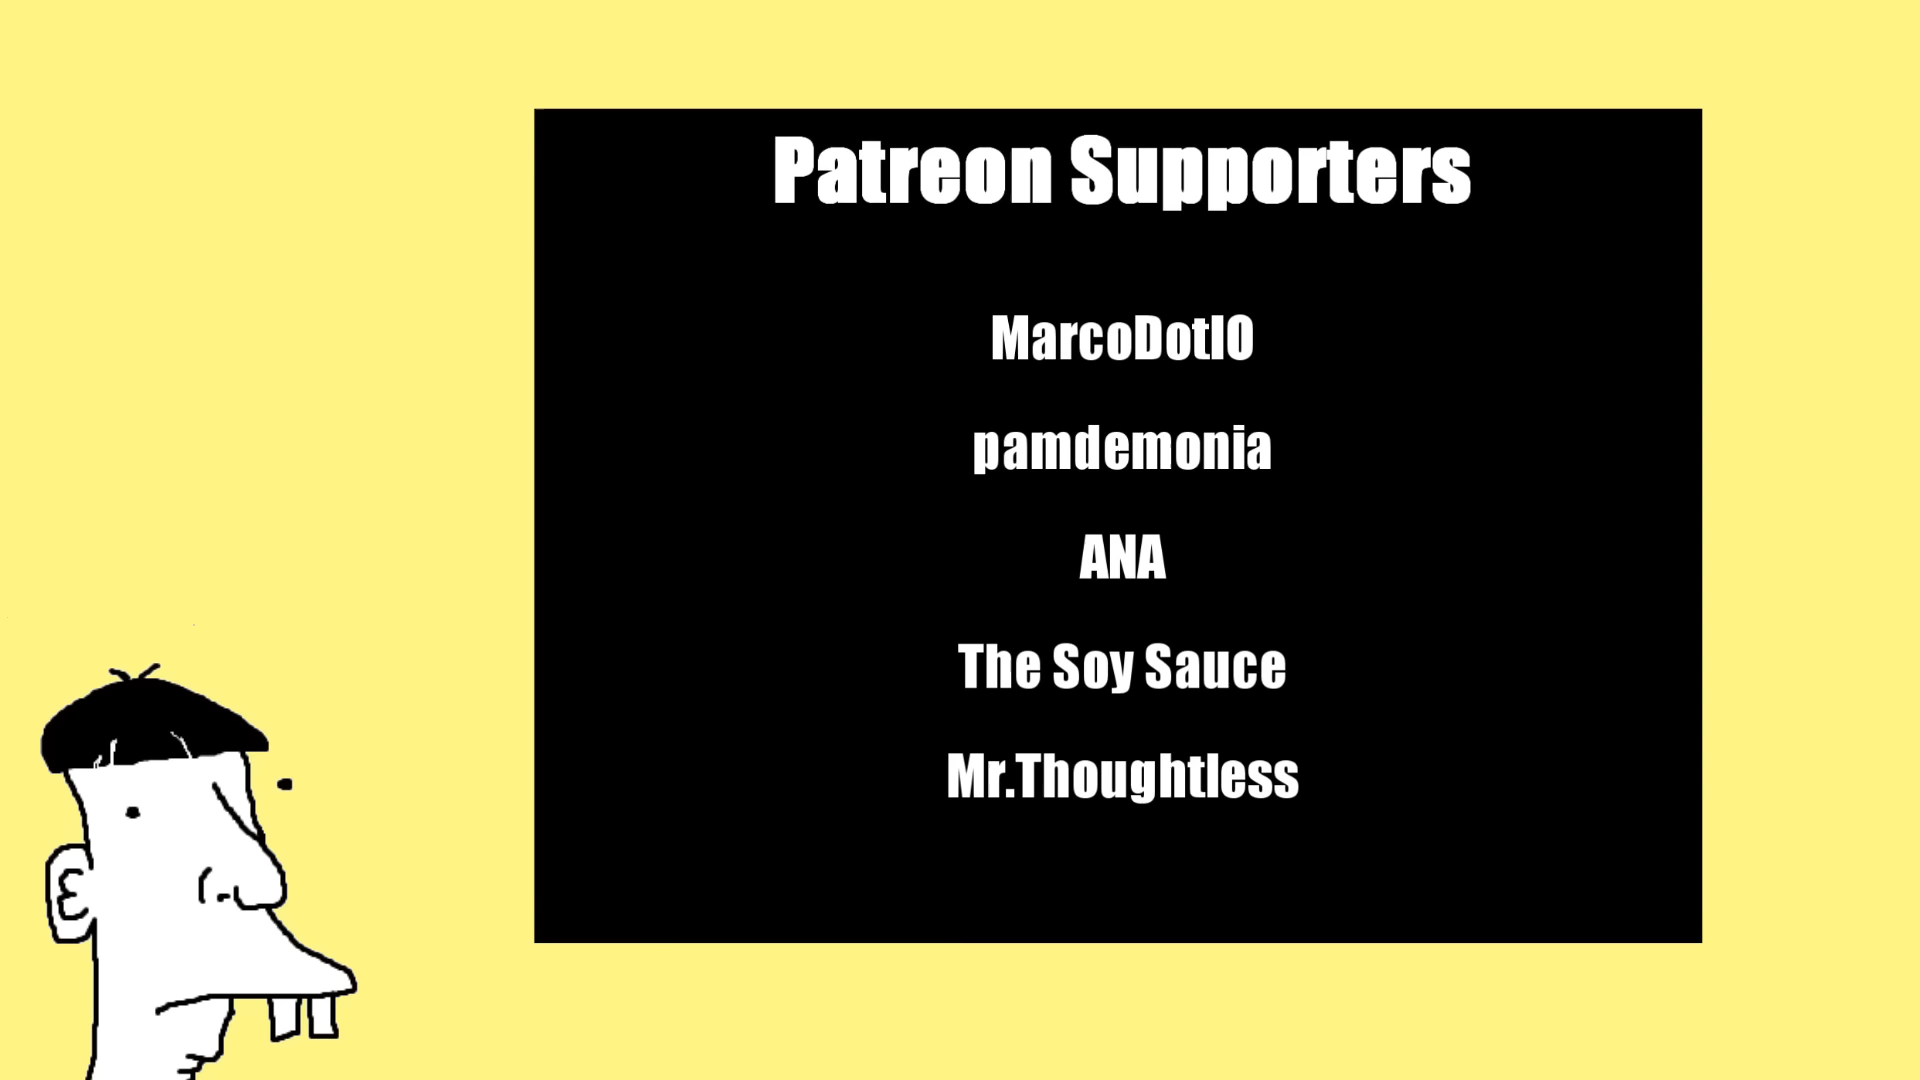 Patreon Supporters
MarcoDotIO
pamdemonia
ANA
The Soy Sauce
Mr.Thoughtless